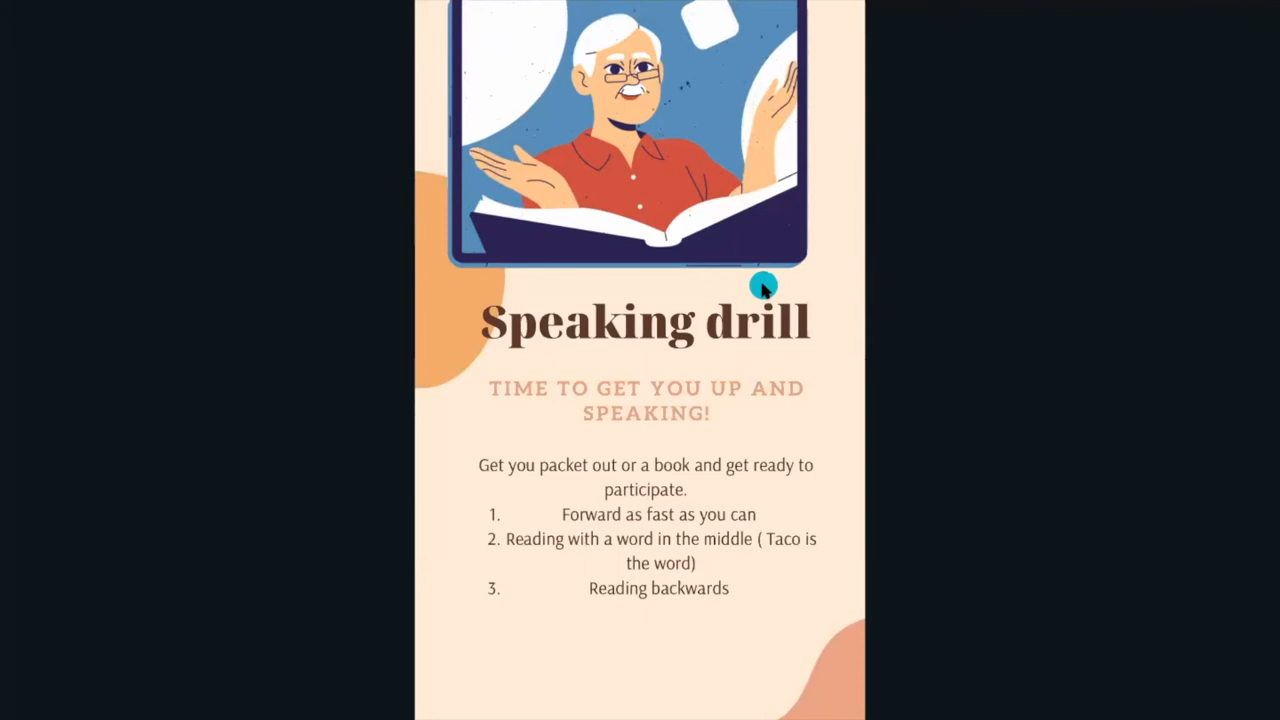 Speaking drill
TIME TO GET YOU UP AND
SPEAKING!
Get you packet out or a book and get ready to
participate.
1. Forward as fast as you can
2. Reading with a word in the middle ( Taco is
the word)
3. Reading backwards